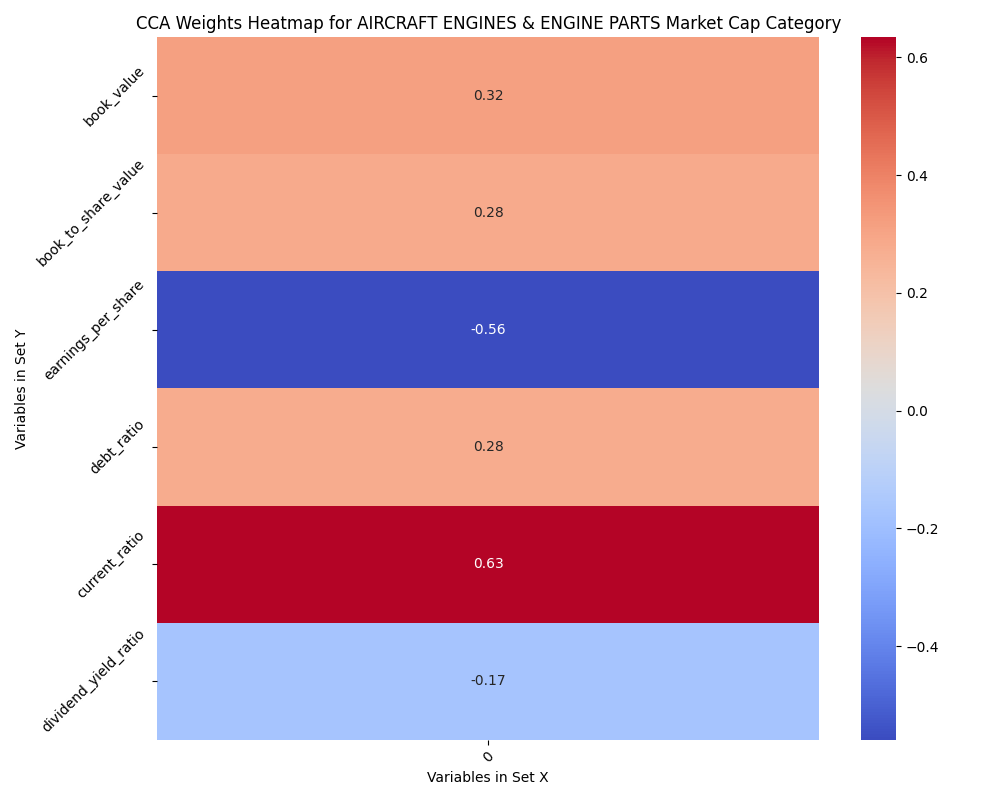 CCA Weights Heatmap for AIRCRAFT ENGINES & ENGINE PARTS Market Cap Category
Variables in Set Y
book_value
0.32
book_to_share_value
0.28
earnings_per_share
-0.56
debt_ratio
0.28
current_ratio
0.63
dividend_yield_ratio
-0.17
0
Variables in Set X
0.6
0.4
0.2
0.0
−0.2
−0.4